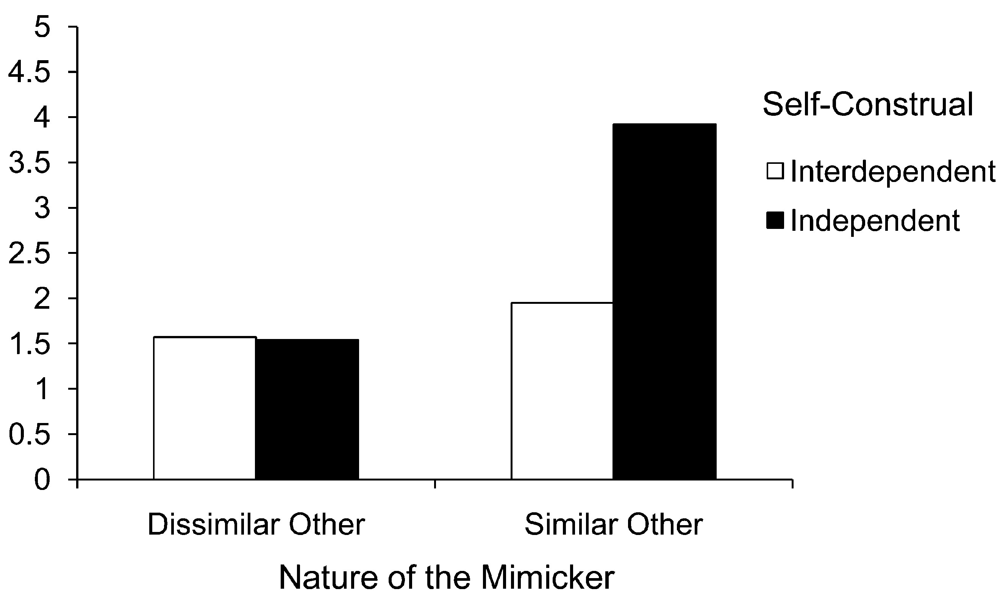 5
4.5
4
3.5
3
2.5
2
1.5
1
0.5
0
Self-Construal
Interdependent
Independent
Dissimilar Other
Similar Other
Nature of the Mimicker